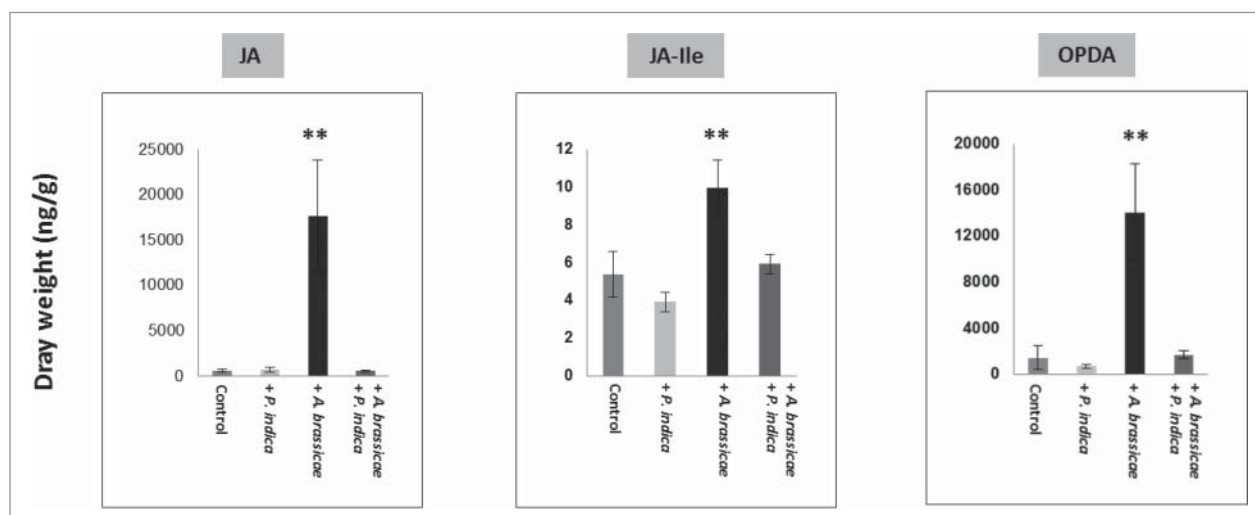 JA
JA-Ile
OPDA
Dray weight (ng/g)
**
25000
20000
15000
10000
5000
0
Control
+ P. indica
+ A. brassicae
+ A. brassicae
+ P. indica
**
12
10
8
6
4
2
0
Control
+ P. indica
+ A. brassicae
+ A. brassicae
+ P. indica
**
20000
16000
12000
8000
4000
0
Control
+ P. indica
+ A. brassicae
+ A. brassicae
+ P. indica